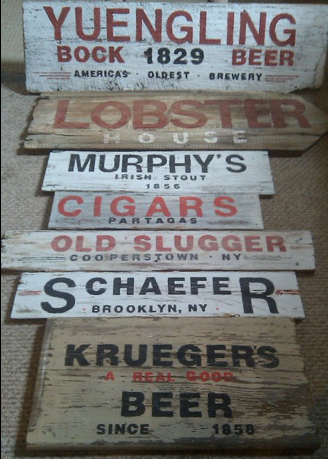 YUENGLING
BOCK 1829 BEER
AMERICA'S OLDEST BREWERY
LOBSTER
HOUSE
MURPHY'S
IRISH STOUT
1856
CIGARS
PARTAGAS
OLD SLUGGER
COOPERSTOWN · NY
SCHAEFER
BROOKLYN, NY
KRUEGER'S
A REAL GOOD
BEER
SINCE 1858